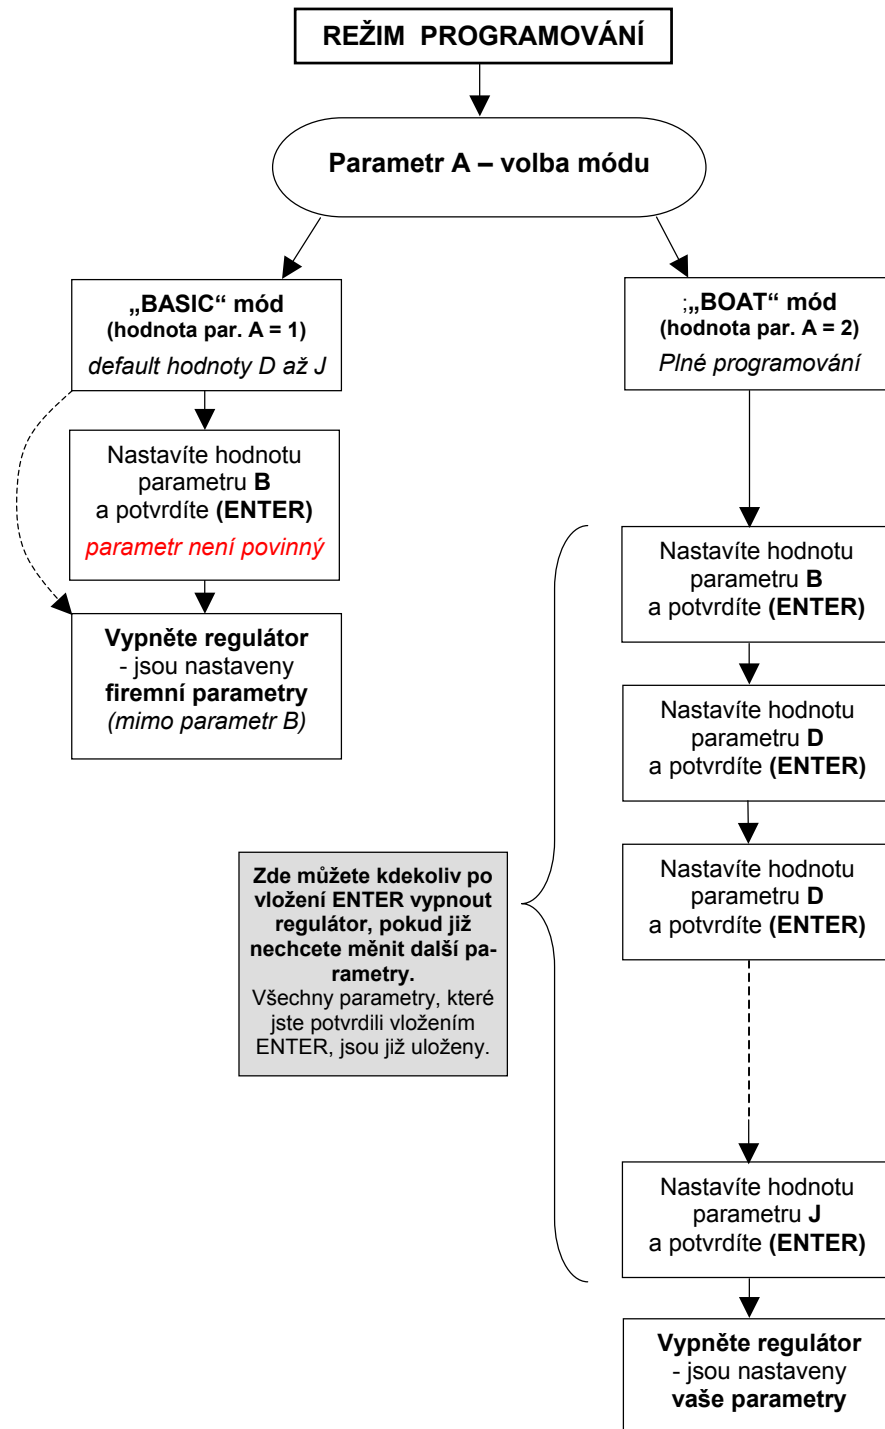 REŽIM PROGRAMOVÁNÍ
Parametr A – volba módu
„BASIC“ mód
(hodnota par. A = 1)
default hodnoty D až J
Nastavíte hodnotu
parametru B
a potvrdíte (ENTER)
parametr není povinný
Vypněte regulátor
- jsou nastaveny
firemní parametry
(mimo parametr B)
;„BOAT“ mód
(hodnota par. A = 2)
Plné programování
Nastavíte hodnotu
parametru B
a potvrdíte (ENTER)
Nastavíte hodnotu
parametru D
a potvrdíte (ENTER)
Nastavíte hodnotu
parametru D
a potvrdíte (ENTER)
Zde můžete kdekoliv po
vložení ENTER vypnout
regulátor, pokud již
nechcete měnit další pa-
rametry.
Všechny parametry, které
jste potvrdili vložením
ENTER, jsou již uloženy.
Nastavíte hodnotu
parametru J
a potvrdíte (ENTER)
Vypněte regulátor
- jsou nastaveny
vaše parametry